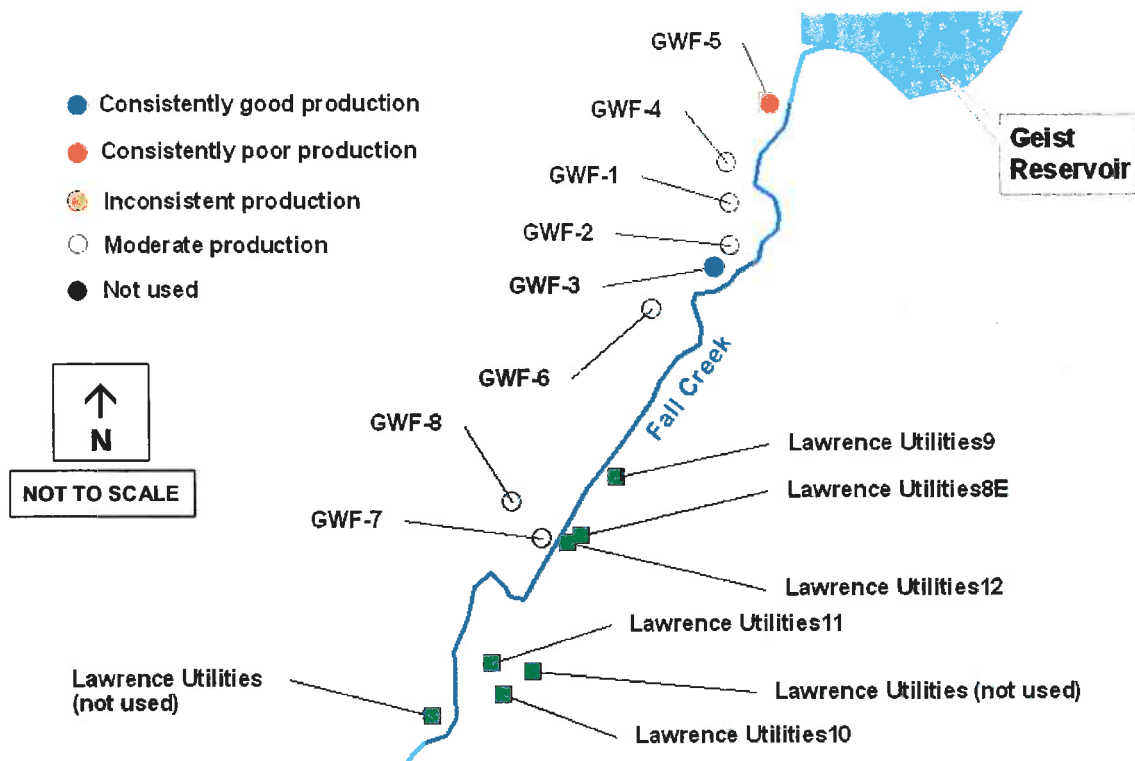 GWF-5
Consistently good production
GWF-4
Consistently poor production
Geist
Reservoir
GWF-1
Inconsistent production
GWF-2
Moderate production
GWF-3
Not used
Fall Creek
GWF-6
N
GWF-8
Lawrence Utilities9
NOT TO SCALE
Lawrence Utilities8E
GWF-7
Lawrence Utilities12
Lawrence Utilities11
Lawrence Utilities
(not used)
Lawrence Utilities (not used)
Lawrence Utilities10